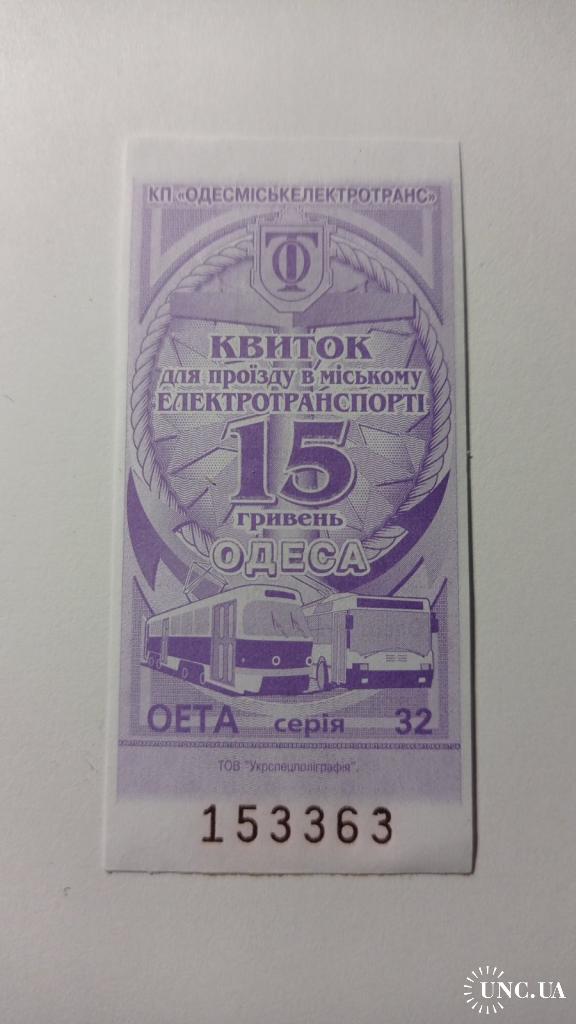 КП „ОДЕСМІСЬКЕЛЕКТРОТРАНС"
КВИТОК
для проїзду в міському
ЕЛЕКТРОТРАНСПОРТІ
15
гривень
ОДЕСА
ОЕТА серія 32
ТОВ "Укрспецполіграфія".
153363
UNC.UA